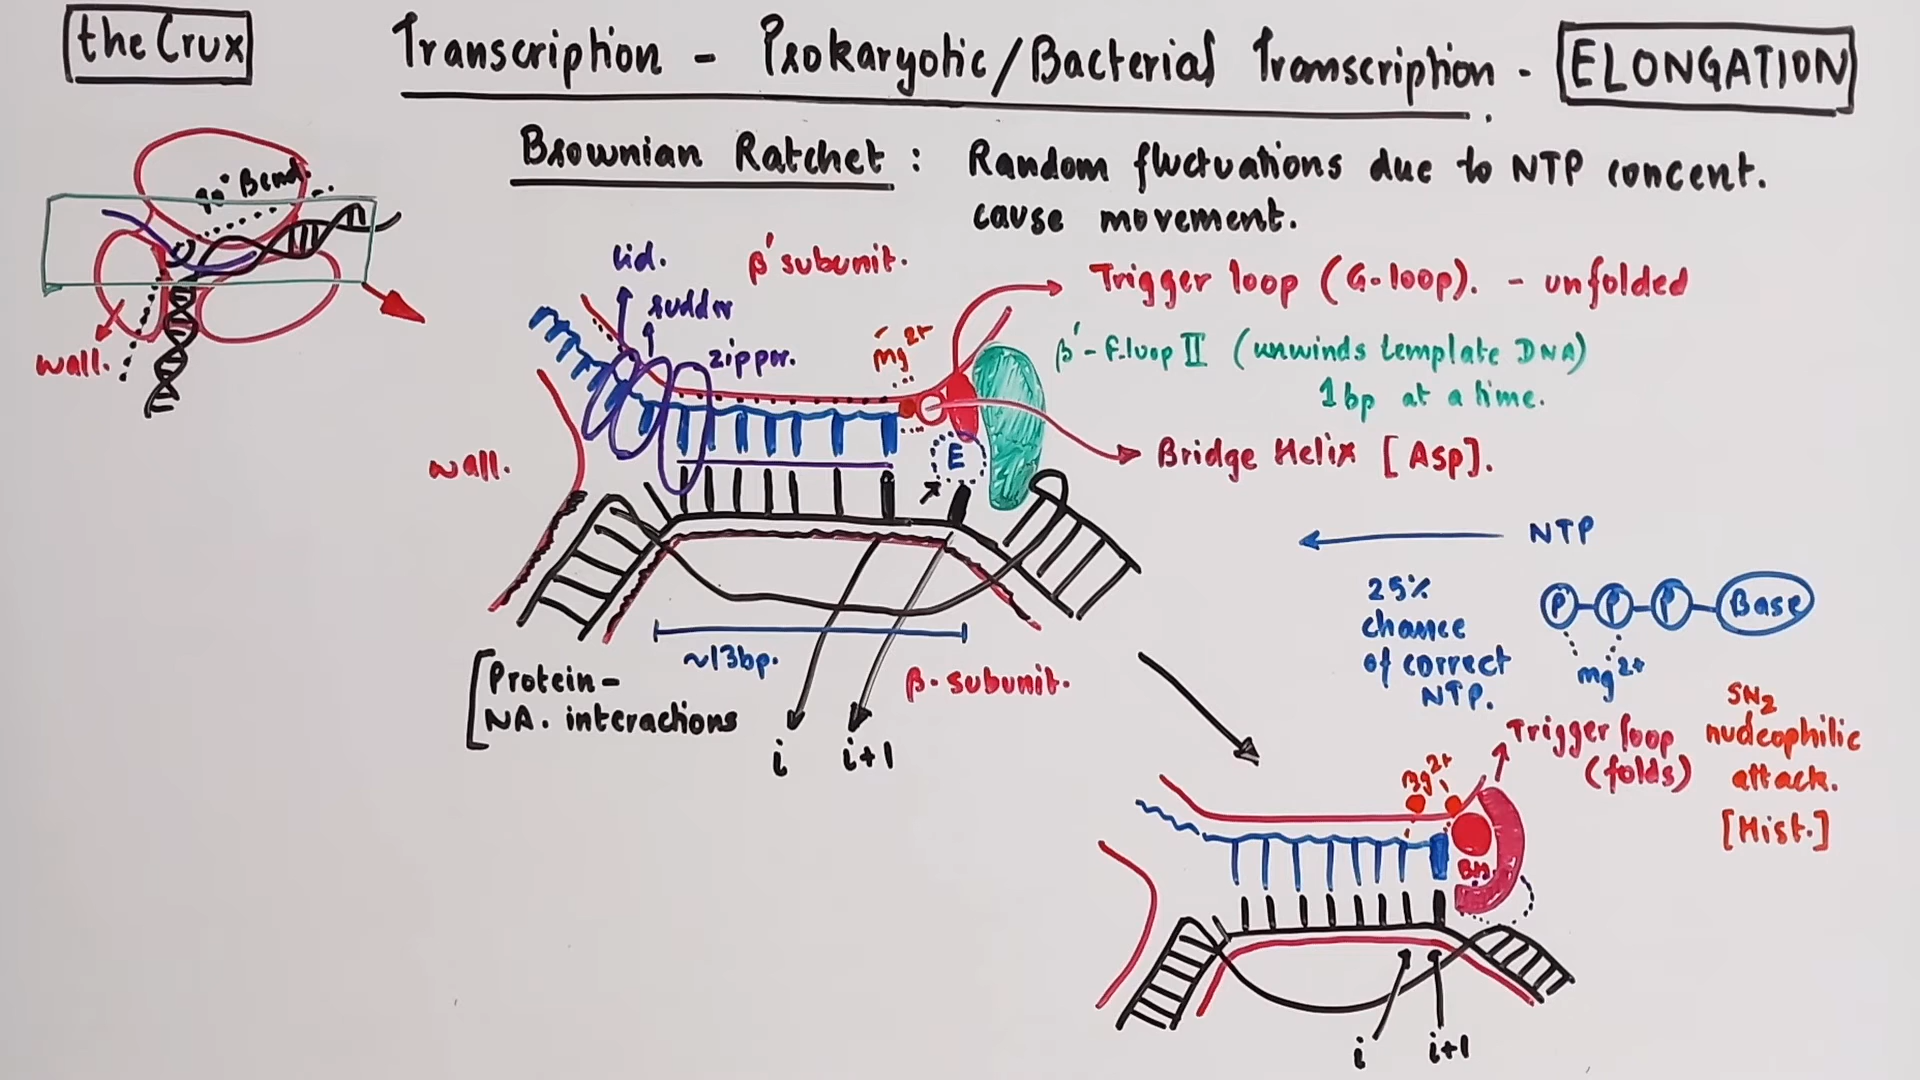 the Crux
Transcription - Prokaryotic/Bacterial Transcription - ELONGATION
Brownian Ratchet : Random fluctuations due to NTP concent.
cause movement.
90° Bend.
wall.
lid.
rudder
zipper.
β' subunit.
Mg2+
Trigger loop (G-loop). - unfolded
β'- F.loop II (unwinds template DNA)
1bp at a time.
Bridge Helix [Asp].
E
wall.
~13bp.
β-subunit.
[Protein-
NA. interactions
i
i+1
NTP
25%
chance
of correct
NTP.
P-P-P-Base
mg2+
SN2
nucleophilic
attack.
[Hist.]
Trigger loop
(folds)
Mg2+
B.H.
i
i+1